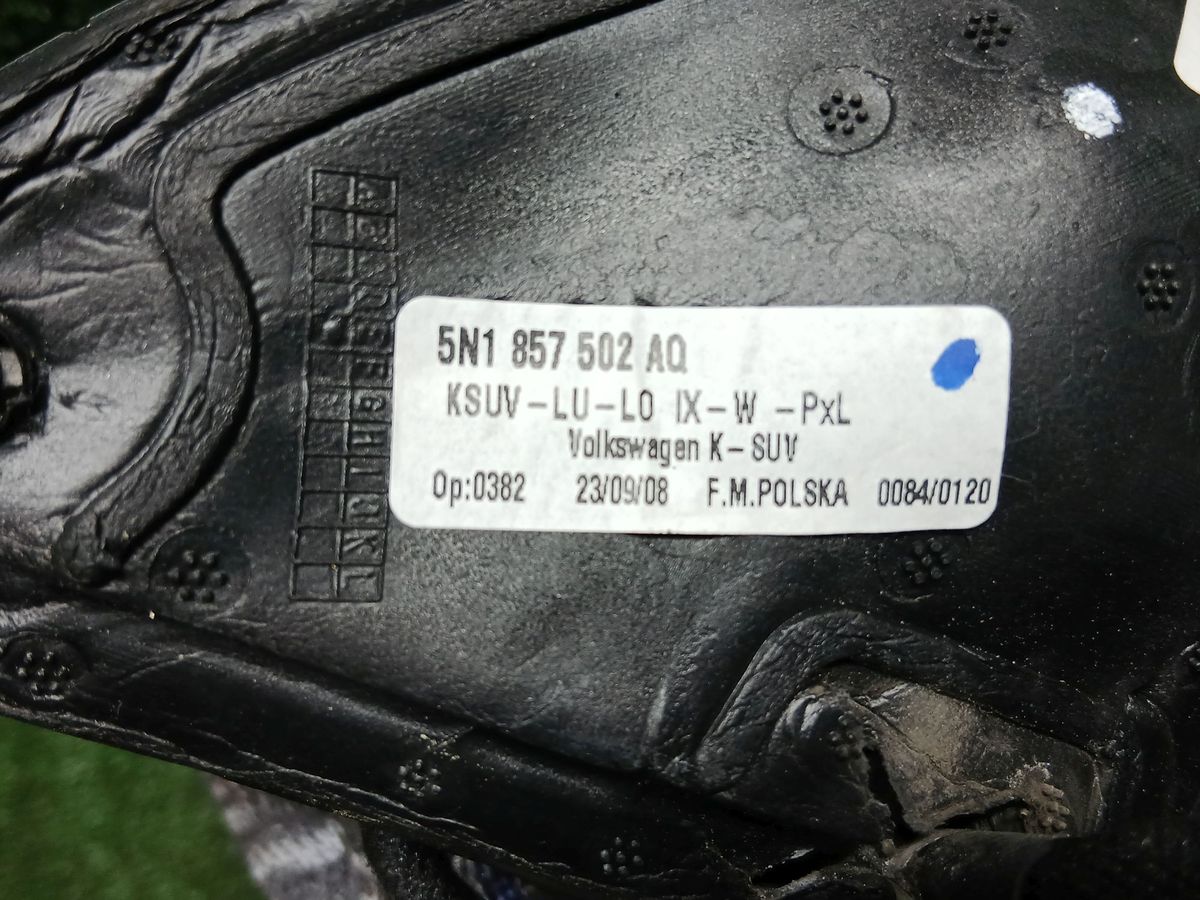 5N1 857 502 AQ
KSUV-LU-LO IX-W -PxL
Volkswagen K-SUV
Op:0382 23/09/08 F.M.POLSKA 0084/0120